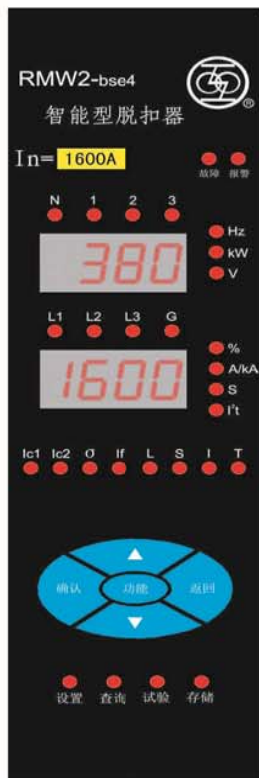 RMW2-bse4
®
智能型脱扣器
In= 1600A
故障 报警
N 1 2 3
380
Hz
kW
V
L1 L2 L3 G
1600
%
A/kA
S
I²t
Ic1 Ic2 σ If L S I T
确认 功能 返回
设置 查询 试验 存储